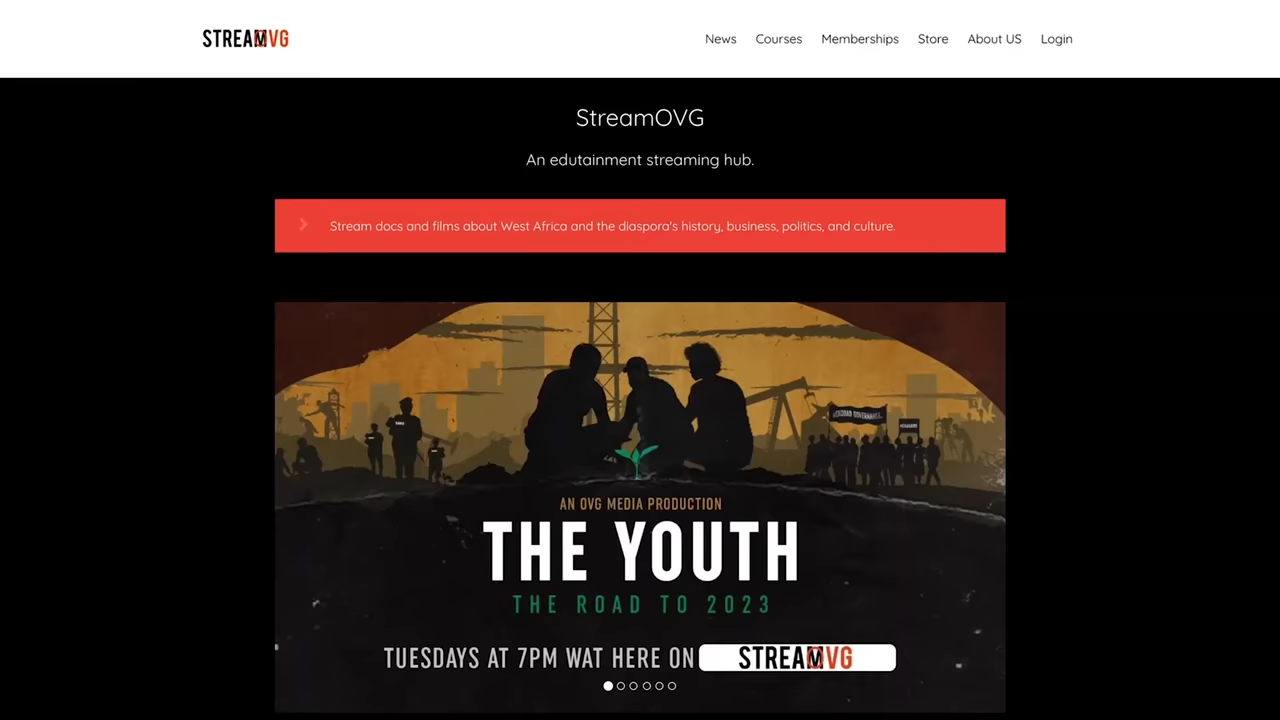 STREAMOVG
News Courses Memberships Store About US Login
StreamOVG
An edutainment streaming hub.
Stream docs and films about West Africa and the diaspora's history, business, politics, and culture.
AN OVG MEDIA PRODUCTION
THE YOUTH
THE ROAD TO 2023
TUESDAYS AT 7PM WAT HERE ON STREAMOVG